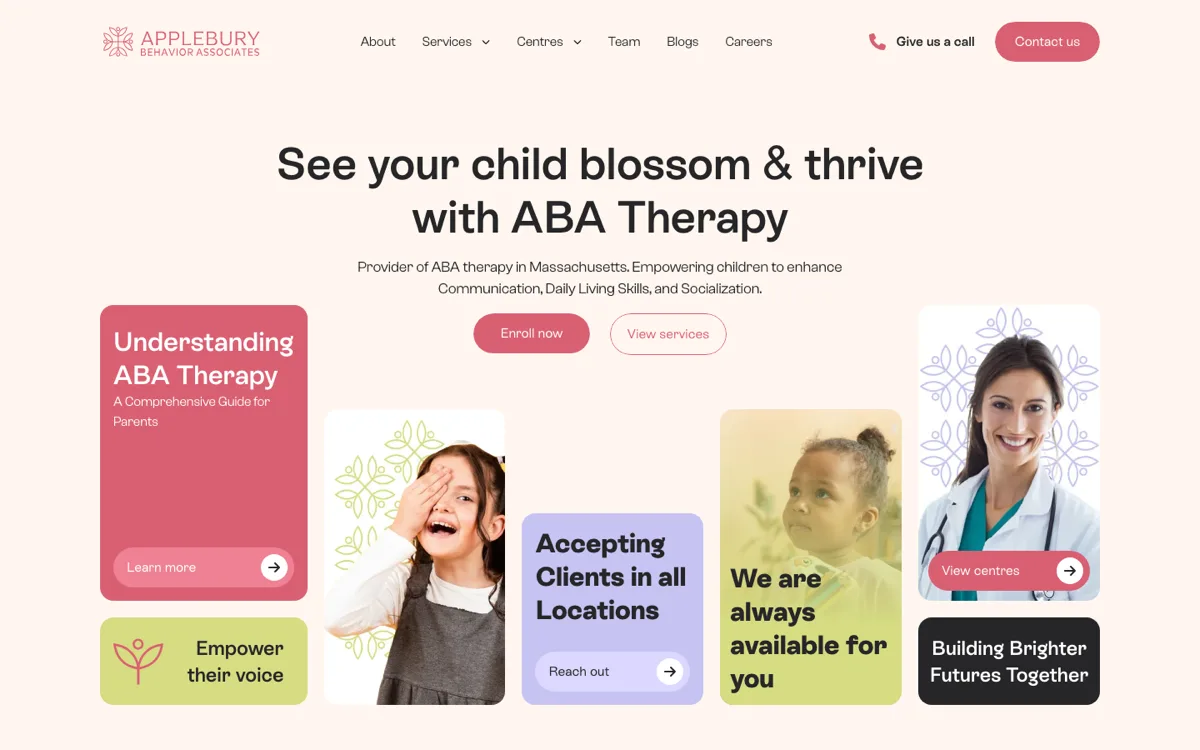 APPLEBURY
BEHAVIOR ASSOCIATES
About
Services
Centres
Team
Blogs
Careers
Give us a call
Contact us
See your child blossom & thrive
with ABA Therapy
Provider of ABA therapy in Massachusetts. Empowering children to enhance
Communication, Daily Living Skills, and Socialization.
Enroll now
View services
Understanding
ABA Therapy
A Comprehensive Guide for
Parents
Learn more
Empower
their voice
Accepting
Clients in all
Locations
Reach out
We are
always
available for
you
View centres
Building Brighter
Futures Together